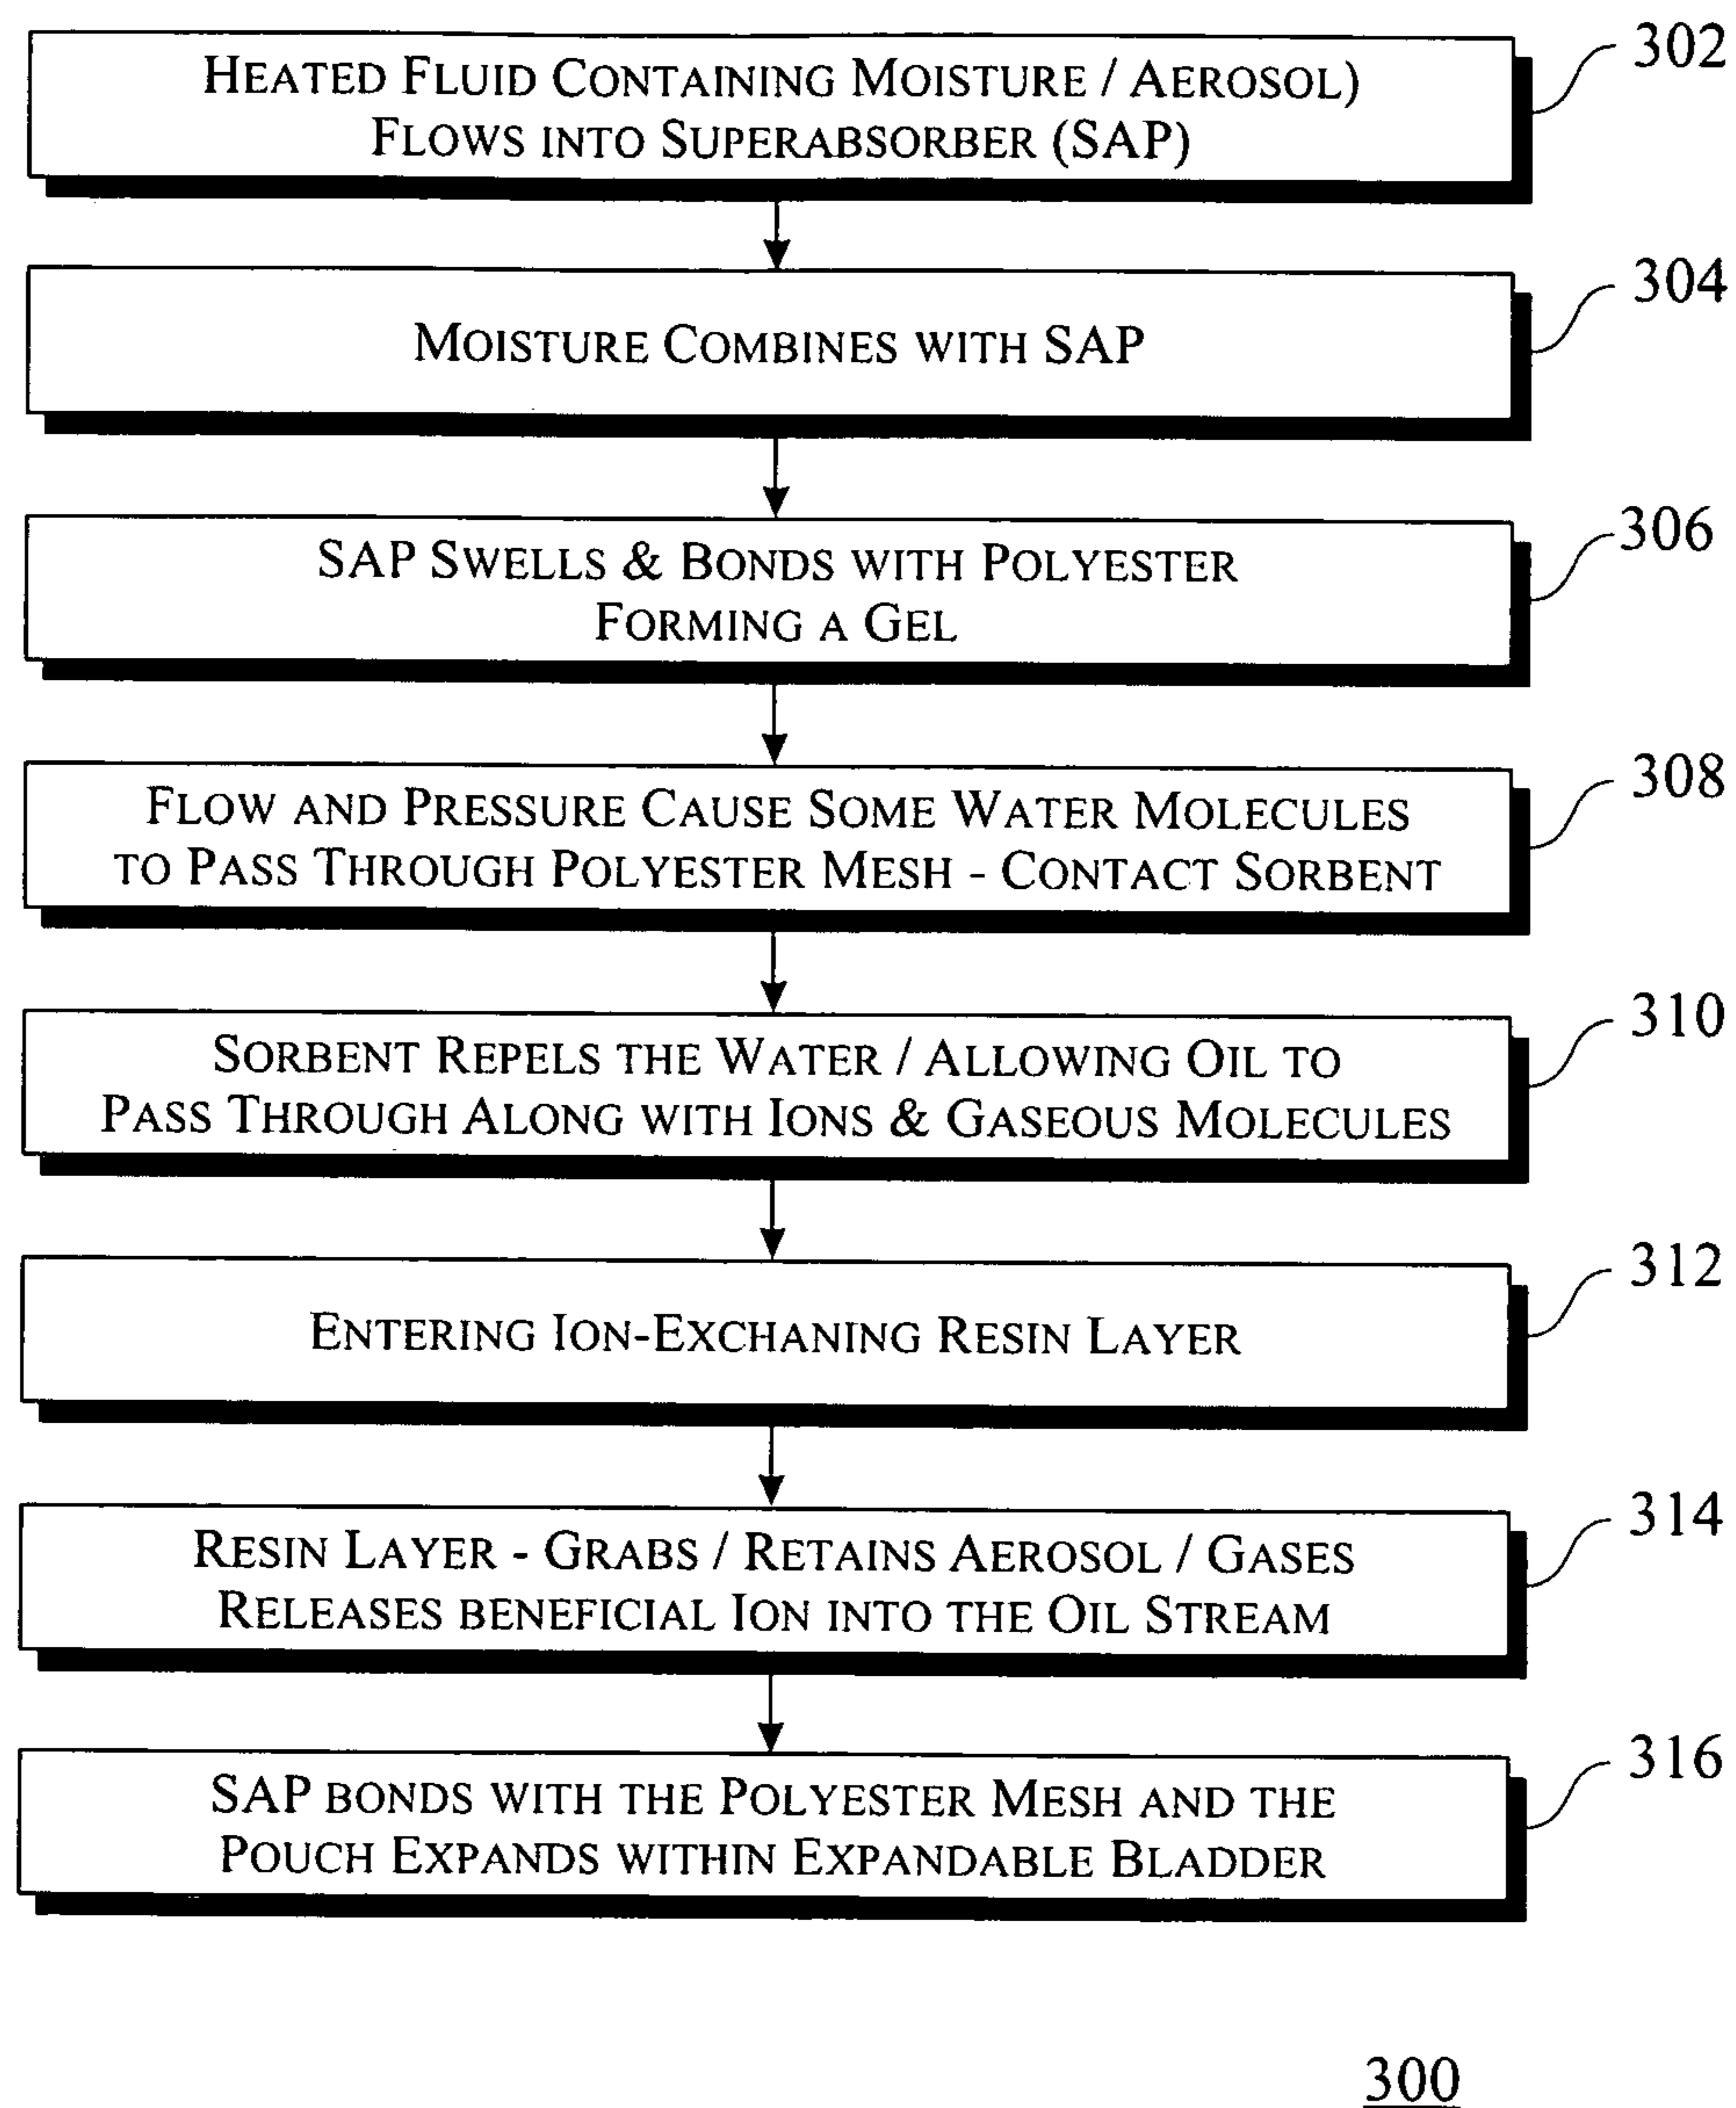 HEATED FLUID CONTAINING MOISTURE / AEROSOL)
FLOWS INTO SUPERABSORBER (SAP)
302
MOISTURE COMBINES WITH SAP
304
SAP SWELLS & BONDS WITH POLYESTER
FORMING A GEL
306
FLOW AND PRESSURE CAUSE SOME WATER MOLECULES
TO PASS THROUGH POLYESTER MESH - CONTACT SORBENT
308
SORBENT REPELS THE WATER / ALLOWING OIL TO
PASS THROUGH ALONG WITH IONS & GASEOUS MOLECULES
310
ENTERING ION-EXCHANING RESIN LAYER
312
RESIN LAYER - GRABS / RETAINS AEROSOL / GASES
RELEASES BENEFICIAL ION INTO THE OIL STREAM
314
SAP BONDS WITH THE POLYESTER MESH AND THE
POUCH EXPANDS WITHIN EXPANDABLE BLADDER
316
300